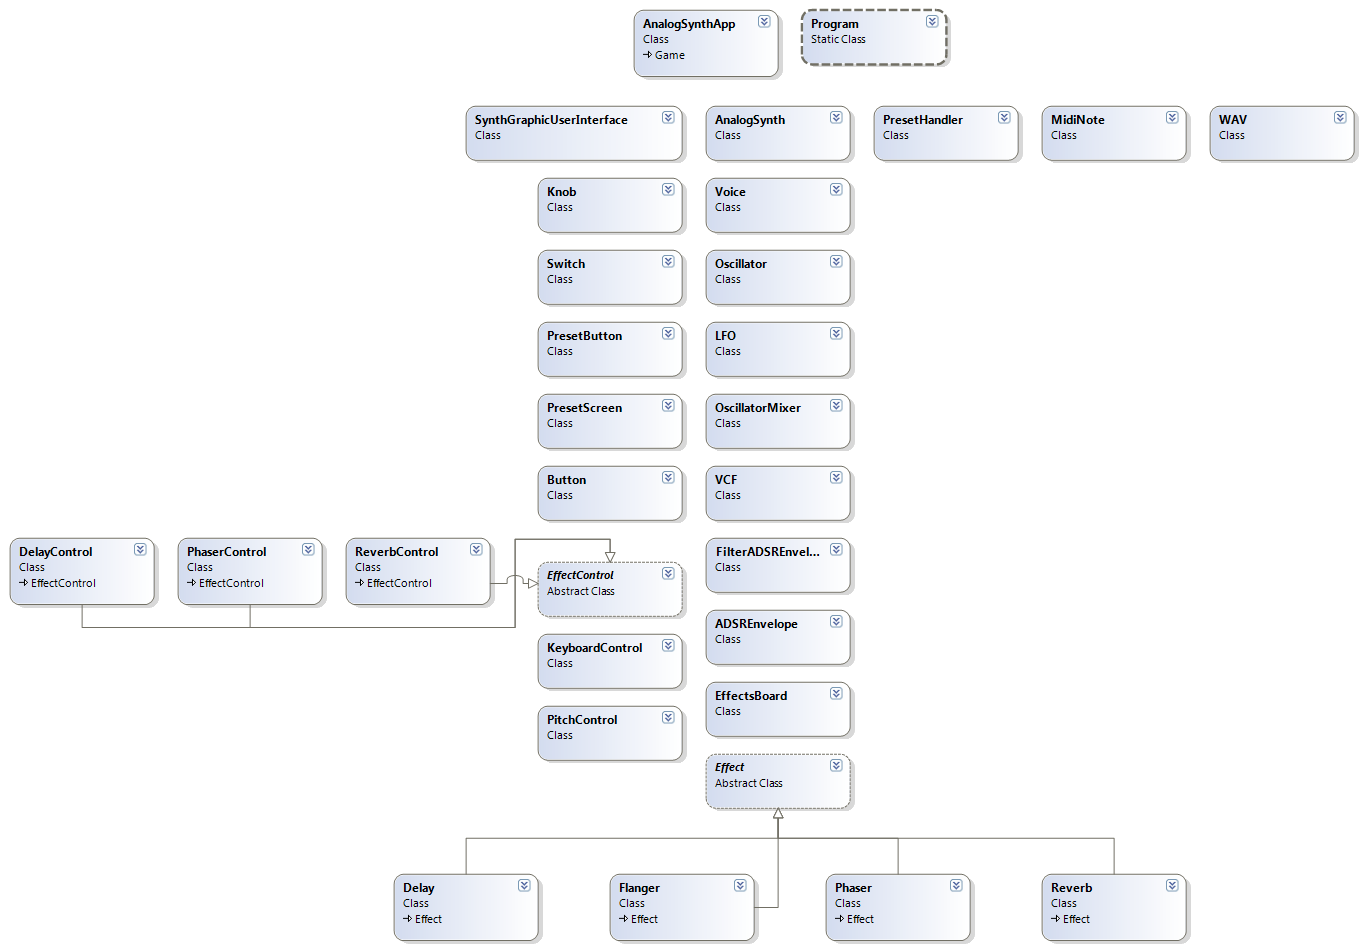 AnalogSynthApp
Class
Game
Program
Static Class
SynthGraphicUserInterface
Class
AnalogSynth
Class
PresetHandler
Class
MidiNote
Class
WAV
Class
Knob
Class
Voice
Class
Switch
Class
Oscillator
Class
PresetButton
Class
LFO
Class
PresetScreen
Class
OscillatorMixer
Class
Button
Class
VCF
Class
DelayControl
Class
EffectControl
PhaserControl
Class
EffectControl
ReverbControl
Class
EffectControl
EffectControl
Abstract Class
FilterADSREnvel...
Class
KeyboardControl
Class
ADSREnvelope
Class
PitchControl
Class
EffectsBoard
Class
Effect
Abstract Class
Delay
Class
Effect
Flanger
Class
Effect
Phaser
Class
Effect
Reverb
Class
Effect